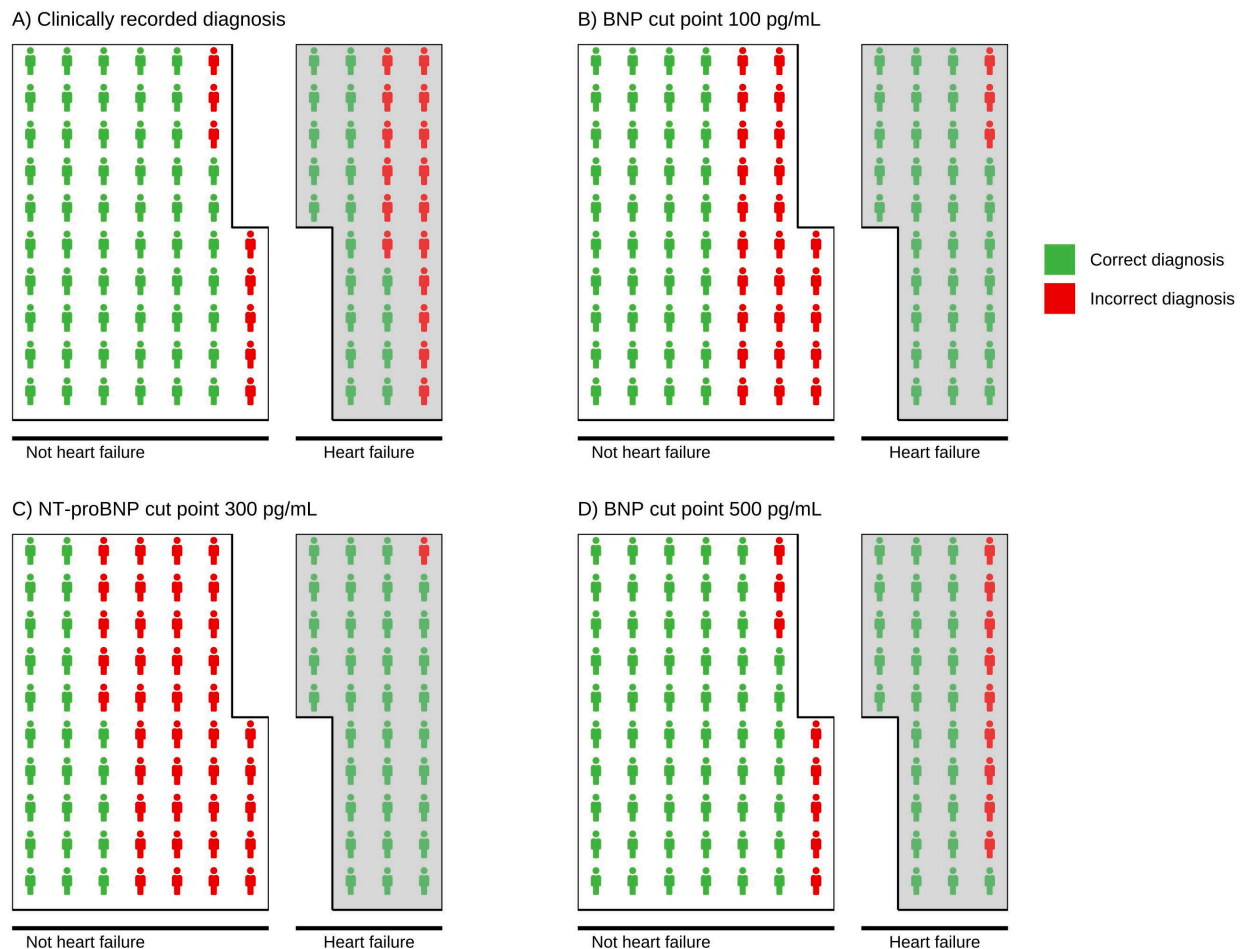 A) Clinically recorded diagnosis
B) BNP cut point 100 pg/mL
Correct diagnosis
Incorrect diagnosis
Not heart failure
Heart failure
Not heart failure
Heart failure
C) NT-proBNP cut point 300 pg/mL
D) BNP cut point 500 pg/mL
Not heart failure
Heart failure
Not heart failure
Heart failure